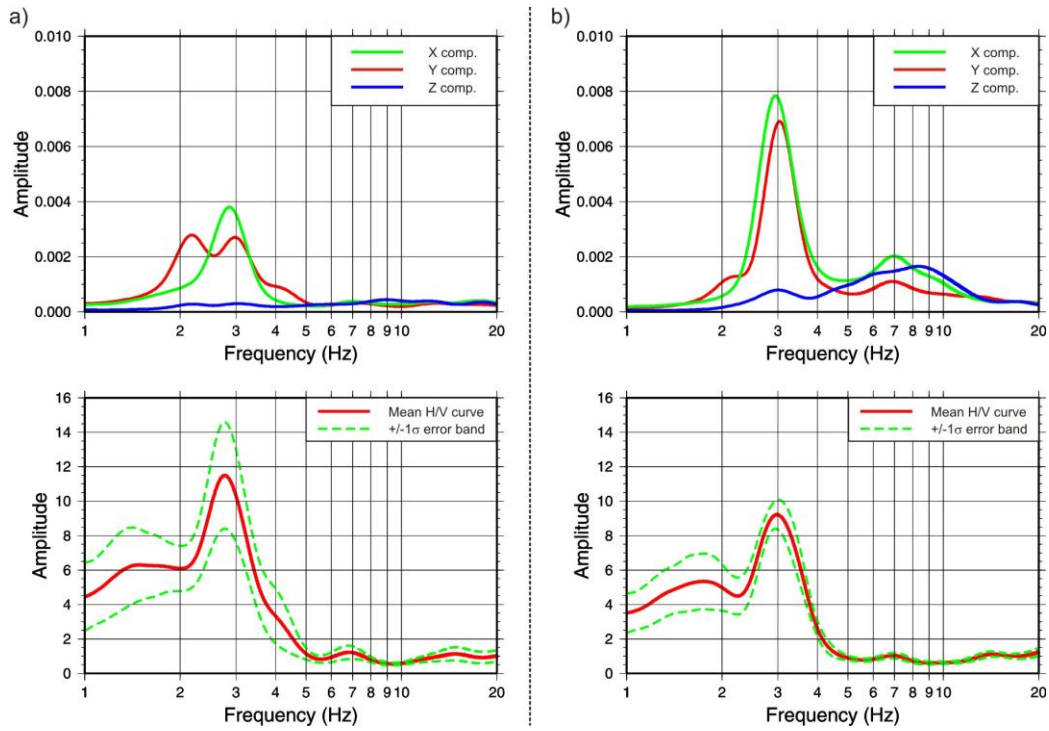 a)
0.010
0.008
0.006
0.004
0.002
0.000
Amplitude
X comp.
Y comp.
Z comp.
1 2 3 4 5 6 7 8 9 10 20
Frequency (Hz)
16
14
12
10
8
6
4
2
0
Amplitude
Mean H/V curve
+/-1σ error band
1 2 3 4 5 6 7 8 9 10 20
Frequency (Hz)
b)
0.010
0.008
0.006
0.004
0.002
0.000
Amplitude
X comp.
Y comp.
Z comp.
1 2 3 4 5 6 7 8 9 10 20
Frequency (Hz)
16
14
12
10
8
6
4
2
0
Amplitude
Mean H/V curve
+/-1σ error band
1 2 3 4 5 6 7 8 9 10 20
Frequency (Hz)